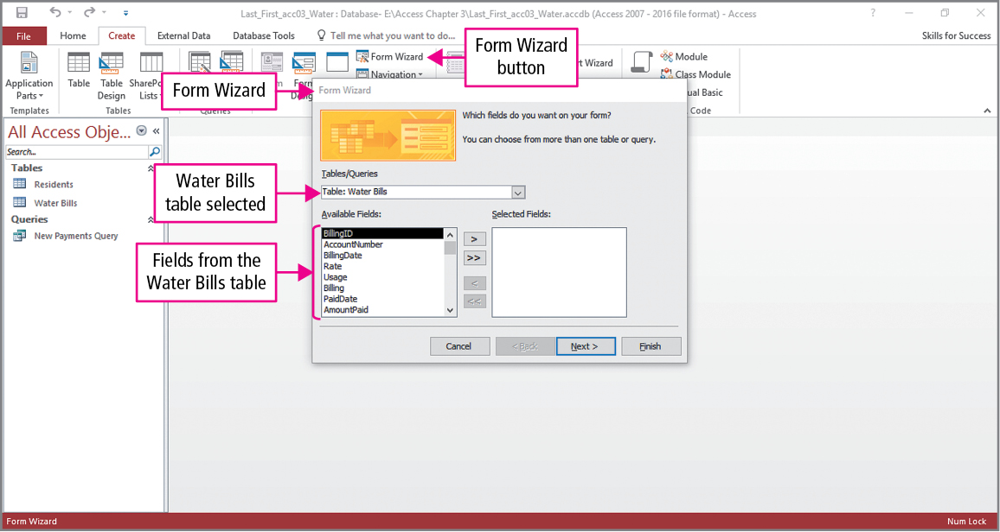 Last_First_acc03_Water : Database- E:\Access Chapter 3\Last_First_acc03_Water.accdb (Access 2007 - 2016 file format) - Access
?
File Home Create External Data Database Tools Tell me what you want to do... Skills for Success
Application Parts
Templates
Table
Table Design
SharePo
Lists
Tables
Queries
Form
Desig
Form Wizard
Navigation
rt Wizard
Module
Class Module
ual Basic
Code
Form Wizard button
Form Wizard
Water Bills table selected
Fields from the Water Bills table
All Access Obje... «
Search...
Tables
Residents
Water Bills
Queries
New Payments Query
Form Wizard
Which fields do you want on your form?
You can choose from more than one table or query.
Tables/Queries
Table: Water Bills
Available Fields: Selected Fields:
BillingID
AccountNumber
BillingDate
Rate
Usage
Billing
PaidDate
AmountPaid
>
>>
<
<<
Cancel < Back Next > Finish
Form Wizard Num Lock